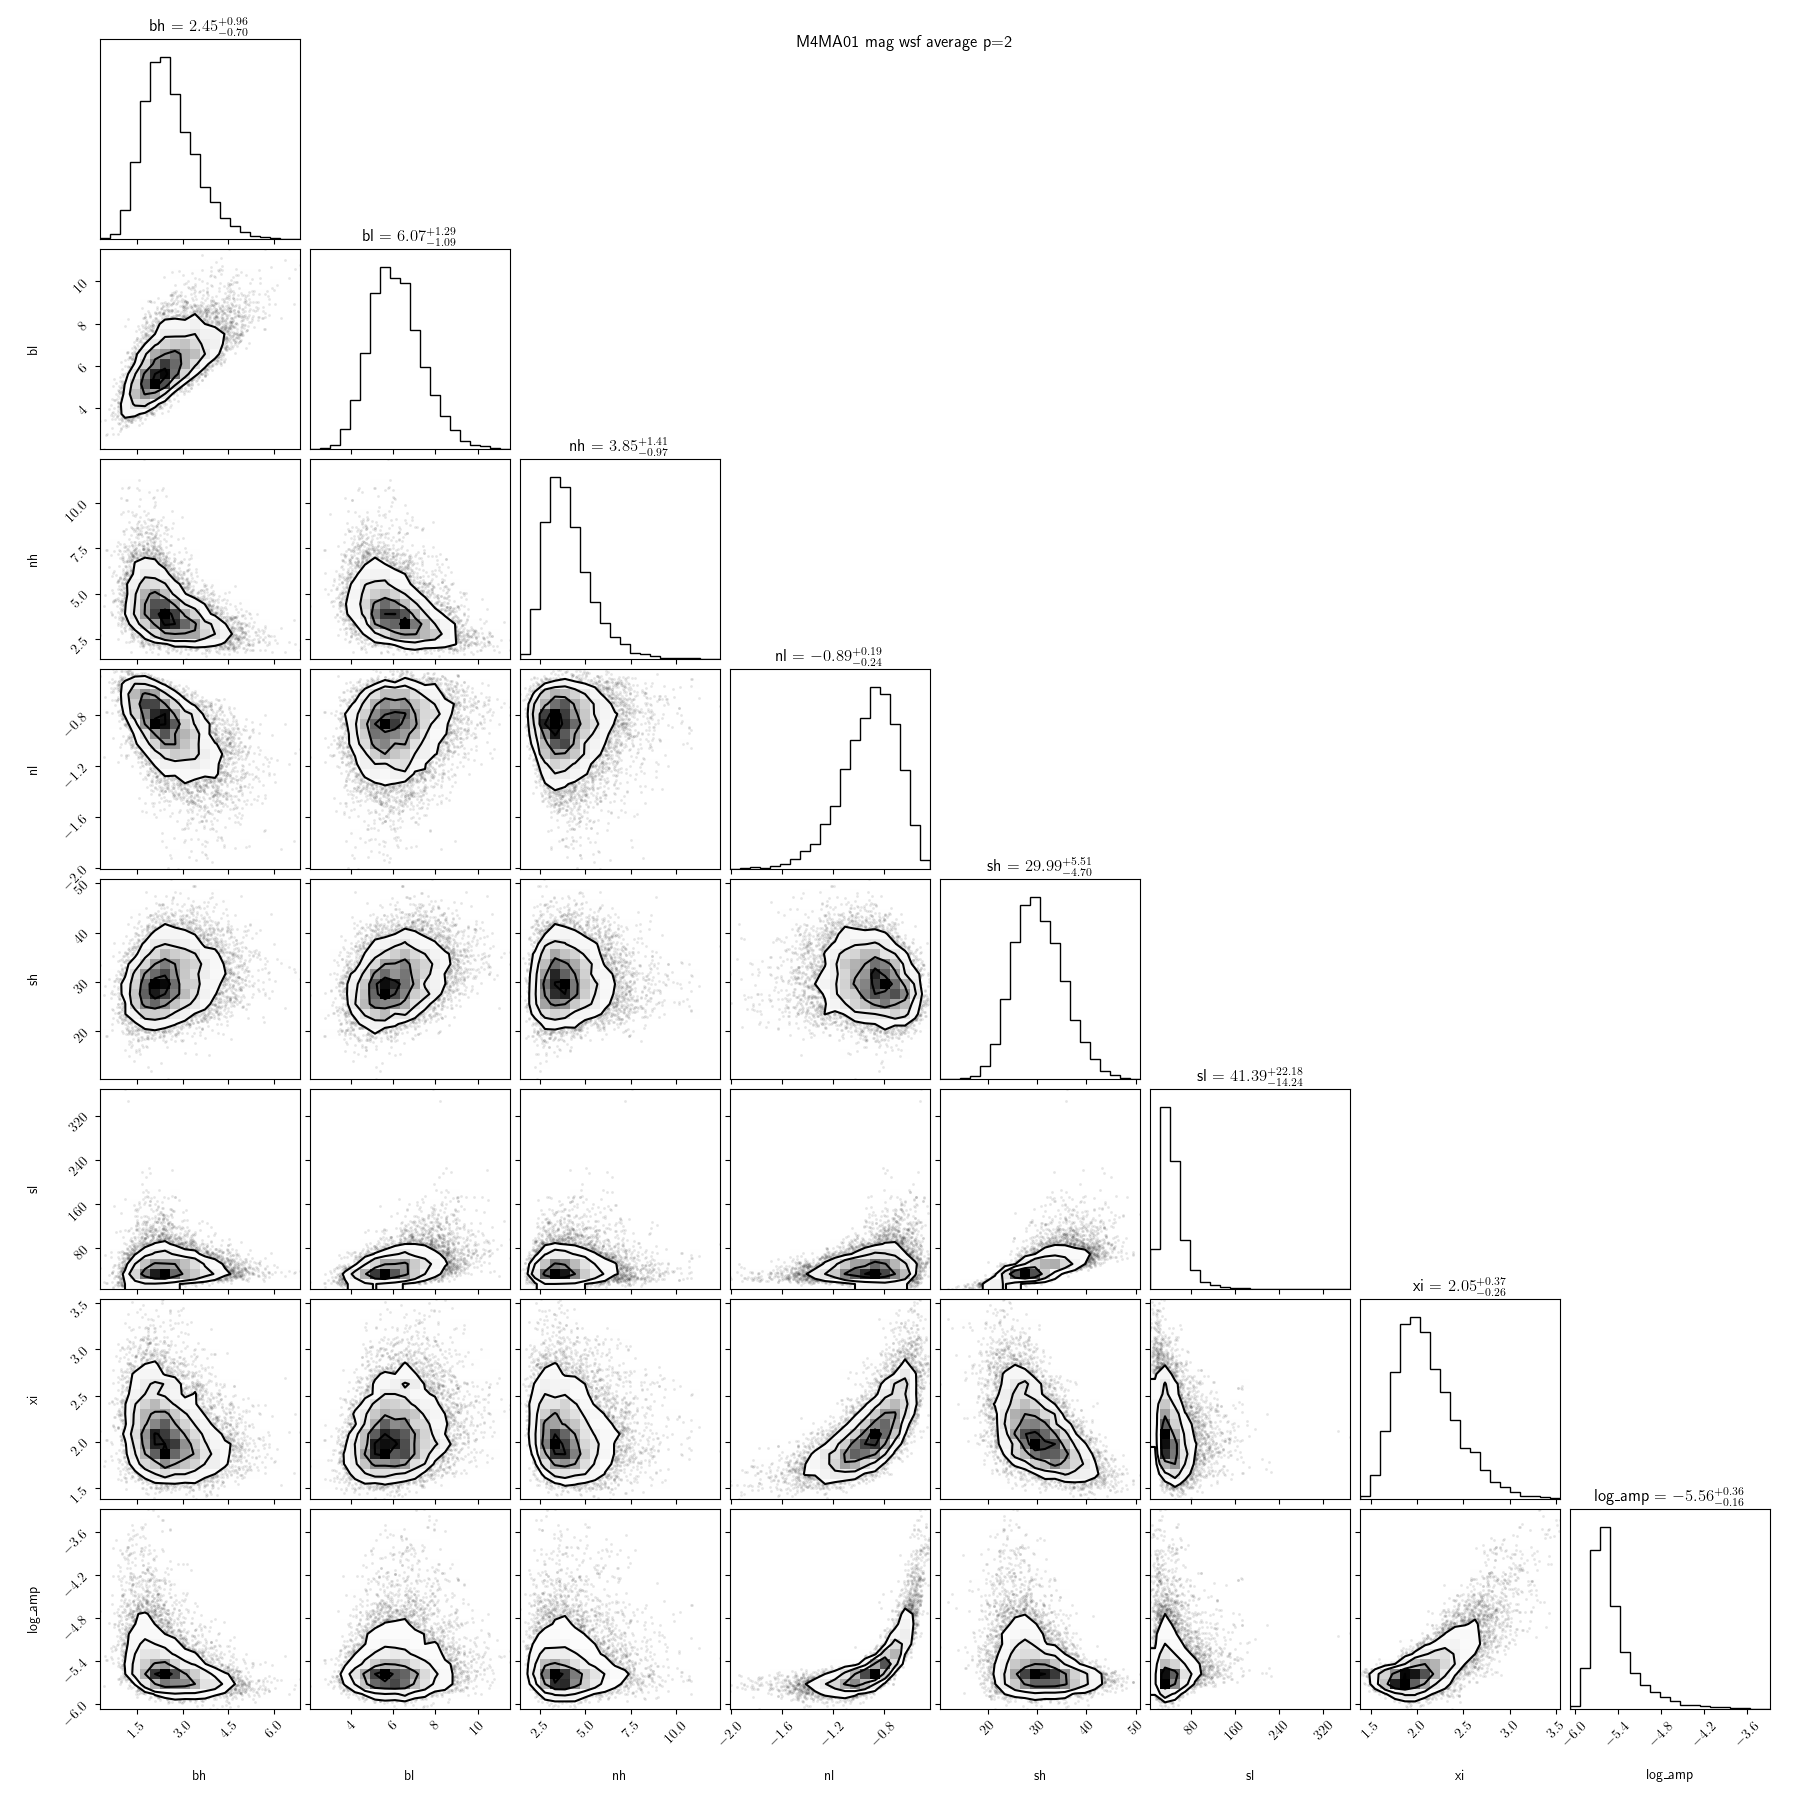 M4MA01 mag wsf average p=2
bh = 2.45+0.96−0.70
bl = 6.07+1.29−1.09
bl
10
8
6
4
nh = 3.85+1.41−0.97
nh
10.0
7.5
5.0
2.5
nl = −0.89+0.19−0.24
nl
−0.8
−1.2
−1.6
−2.0
sh = 29.99+5.51−4.70
sh
50
40
30
20
sl = 41.39+22.18−14.24
sl
320
240
160
80
xi = 2.05+0.37−0.26
xi
3.5
3.0
2.5
2.0
1.5
log_amp = −5.56+0.36−0.16
log_amp
−3.6
−4.2
−4.8
−5.4
−6.0
1.5 3.0 4.5 6.0 4 6 8 10 2.5 5.0 7.5 10.0 −2.0 −1.6 −1.2 −0.8 20 30 40 50 80 160 240 320 1.5 2.0 2.5 3.0 3.5 −6.0 −5.4 −4.8 −4.2 −3.6
bh bl nh nl sh sl xi log_amp